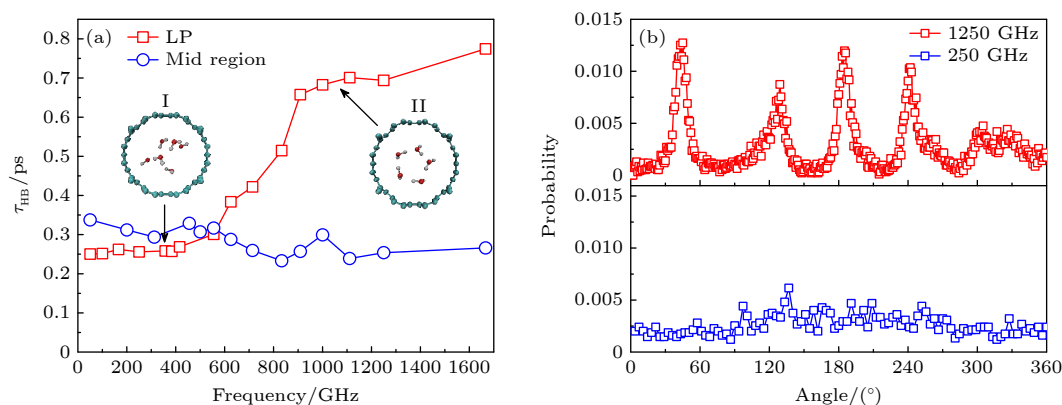 (a)
LP
Mid region
I
II
τHB/ps
0.8
0.7
0.6
0.5
0.4
0.3
0.2
0.1
0
0 200 400 600 800 1000 1200 1400 1600
Frequency/GHz
(b)
1250 GHz
250 GHz
Probability
0.015
0.010
0.005
0
0.015
0.010
0.005
0
0 60 120 180 240 300 360
Angle/(°)